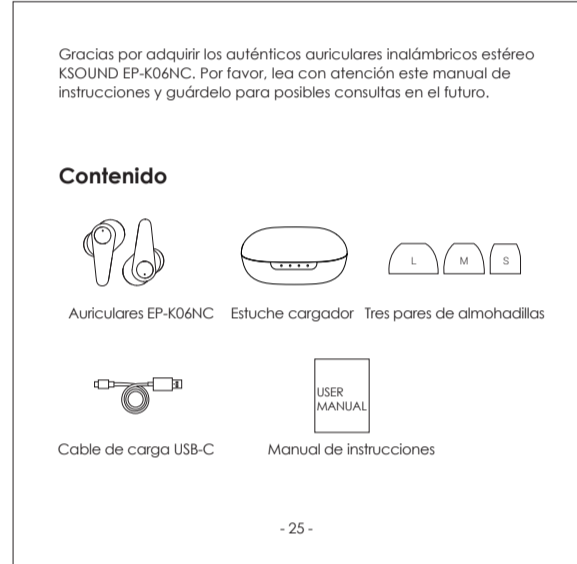 Gracias por adquirir los auténticos auriculares inalámbricos estéreo
KSOUND EP-K06NC. Por favor, lea con atención este manual de
instrucciones y guárdelo para posibles consultas en el futuro.
Contenido
L M S
Auriculares EP-K06NC Estuche cargador Tres pares de almohadillas
USER
MANUAL
Cable de carga USB-C Manual de instrucciones
- 25 -